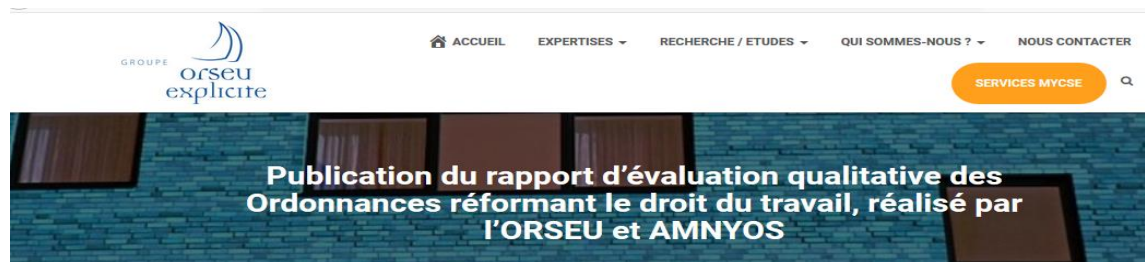 GROUPE
orseu
explicite
ACCUEIL EXPERTISES RECHERCHE / ETUDES QUI SOMMES-NOUS ? NOUS CONTACTER
SERVICES MYCSE
Publication du rapport d'évaluation qualitative des
Ordonnances réformant le droit du travail, réalisé par
l'ORSEU et AMNYOS